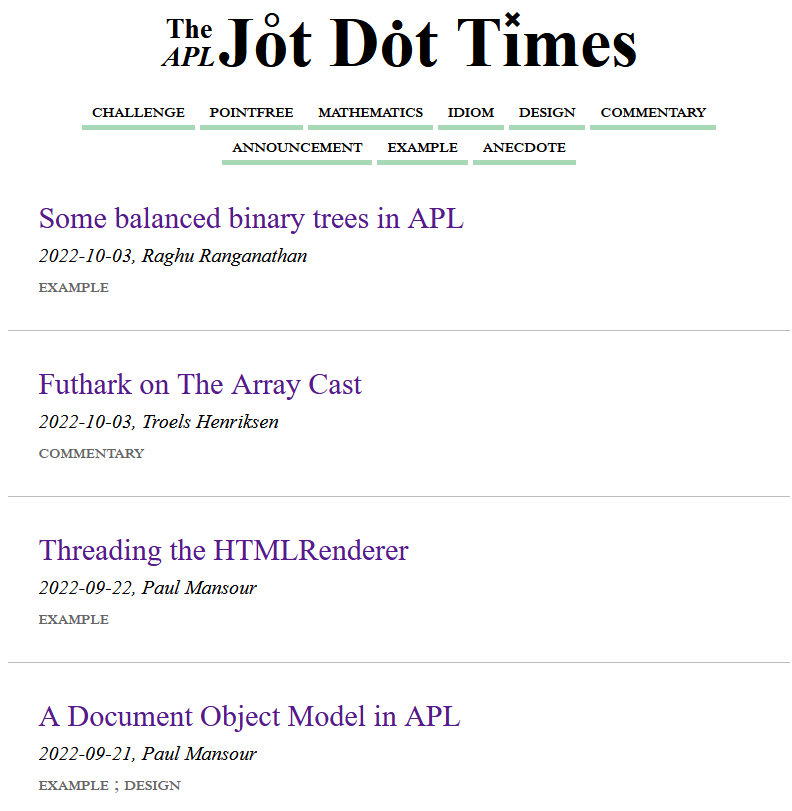 The APL Jot Dot Times
CHALLENGE POINTFREE MATHEMATICS IDIOM DESIGN COMMENTARY
ANNOUNCEMENT EXAMPLE ANECDOTE
Some balanced binary trees in APL
2022-10-03, Raghu Ranganathan
EXAMPLE
Futhark on The Array Cast
2022-10-03, Troels Henriksen
COMMENTARY
Threading the HTMLRenderer
2022-09-22, Paul Mansour
EXAMPLE
A Document Object Model in APL
2022-09-21, Paul Mansour
EXAMPLE ; DESIGN